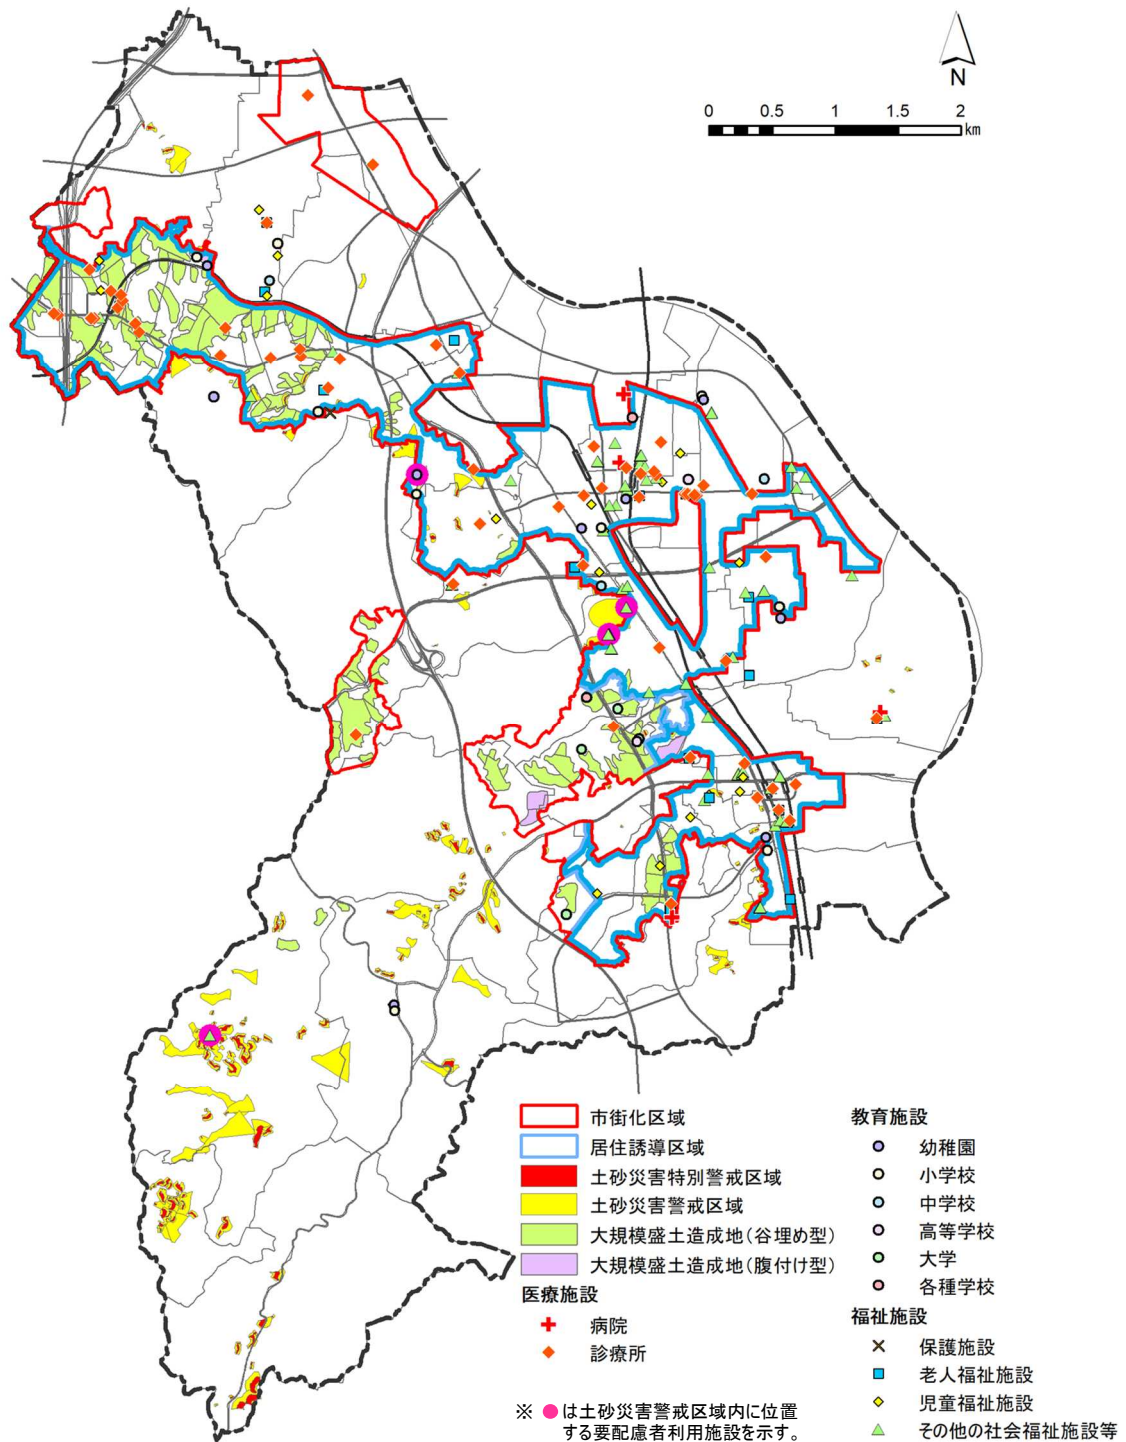 N
0 0.5 1 1.5 2
km
市街化区域
居住誘導区域
土砂災害特別警戒区域
土砂災害警戒区域
大規模盛土造成地(谷埋め型)
大規模盛土造成地(腹付け型)
医療施設
病院
診療所
※ ●は土砂災害警戒区域内に位置
する要配慮者利用施設を示す。
教育施設
幼稚園
小学校
中学校
高等学校
大学
各種学校
福祉施設
保護施設
老人福祉施設
児童福祉施設
その他の社会福祉施設等